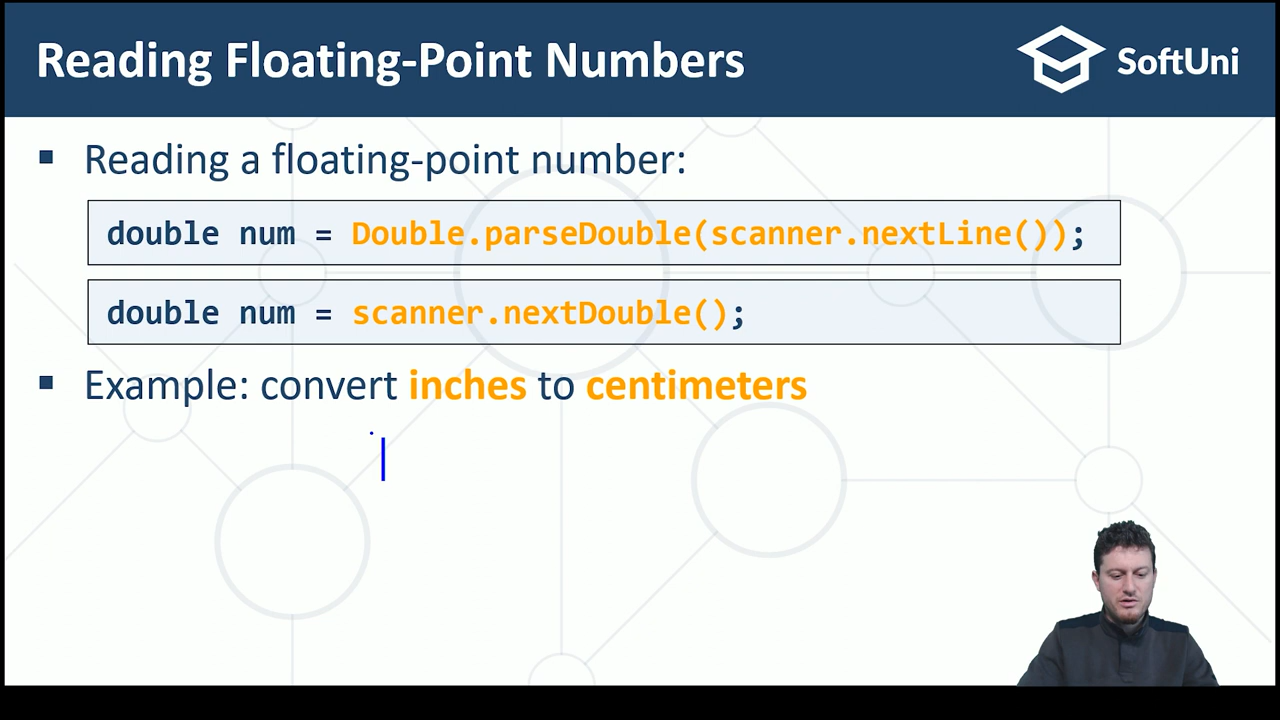 Reading Floating-Point Numbers
SoftUni
Reading a floating-point number:
double num = Double.parseDouble(scanner.nextLine());
double num = scanner.nextDouble();
Example: convert inches to centimeters